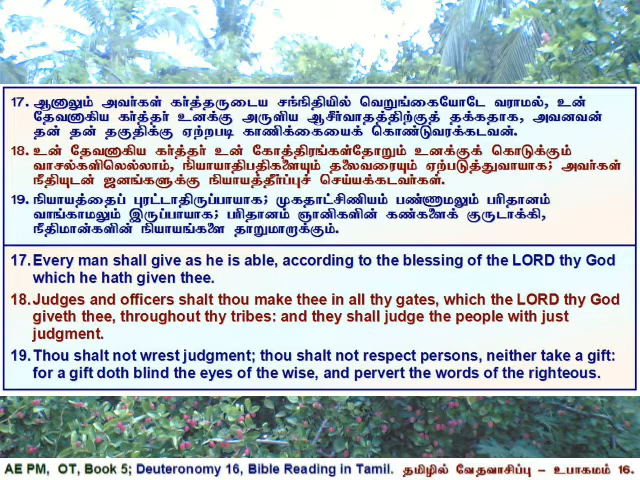 17. ஆனாலும் அவர்கள் கர்த்தருடைய சந்நிதியில் வெறுங்கையோடே வராமல், உன்
தேவனாகிய கர்த்தர் உனக்கு அருளிய ஆசீர்வாதத்திற்குத் தக்கதாக, அவனவன்
தன் தன் தகுதிக்கு ஏற்றபடி காணிக்கையைக் கொண்டுவரக்கடவன்.
18. உன் தேவனாகிய கர்த்தர் உன் கோத்திரங்கள்தோறும் உனக்குக் கொடுக்கும்
வாசல்களிலெல்லாம், நியாயாதிபதிகளையும் தலைவரையும் ஏற்படுத்துவாயாக; அவர்கள்
நீதியுடன் ஜனங்களுக்கு நியாயத்தீர்ப்புச் செய்யக்கடவர்கள்.
19. நியாயத்தைப் புரட்டாதிருப்பாயாக; முகதாட்சிணியம் பண்ணாமலும் பரிதானம்
வாங்காமலும் இருப்பாயாக; பரிதானம் ஞானிகளின் கண்களைக் குருடாக்கி,
நீதிமான்களின் நியாயங்களை தாறுமாறாக்கும்.
17. Every man shall give as he is able, according to the blessing of the LORD thy God
which he hath given thee.
18. Judges and officers shalt thou make thee in all thy gates, which the LORD thy God
giveth thee, throughout thy tribes: and they shall judge the people with just
judgment.
19. Thou shalt not wrest judgment; thou shalt not respect persons, neither take a gift:
for a gift doth blind the eyes of the wise, and pervert the words of the righteous.
AE PM, OT, Book 5; Deuteronomy 16, Bible Reading in Tamil. தமிழில் வேதவாசிப்பு – உபாகமம் 16.